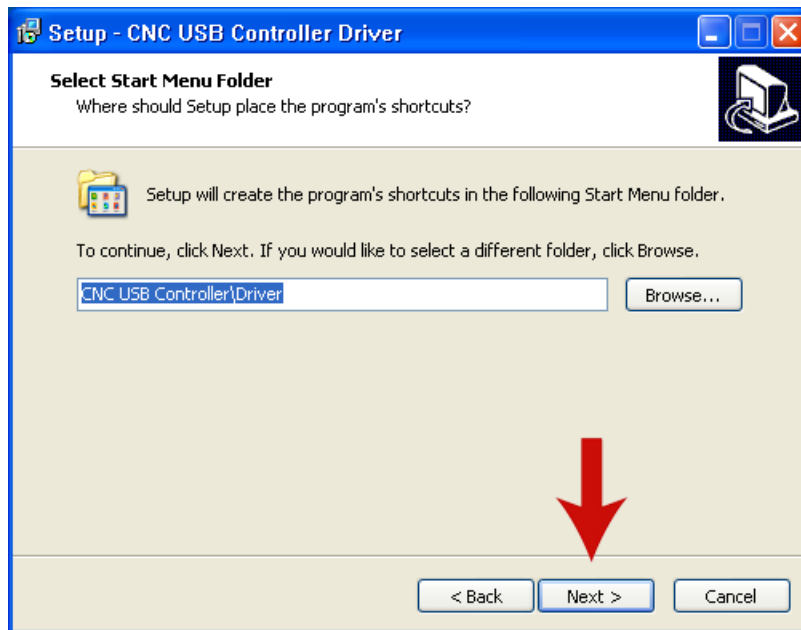 Setup - CNC USB Controller Driver
Select Start Menu Folder
Where should Setup place the program's shortcuts?
Setup will create the program's shortcuts in the following Start Menu folder.
To continue, click Next. If you would like to select a different folder, click Browse.
CNC USB Controller\Driver
Browse...
< Back
Next >
Cancel